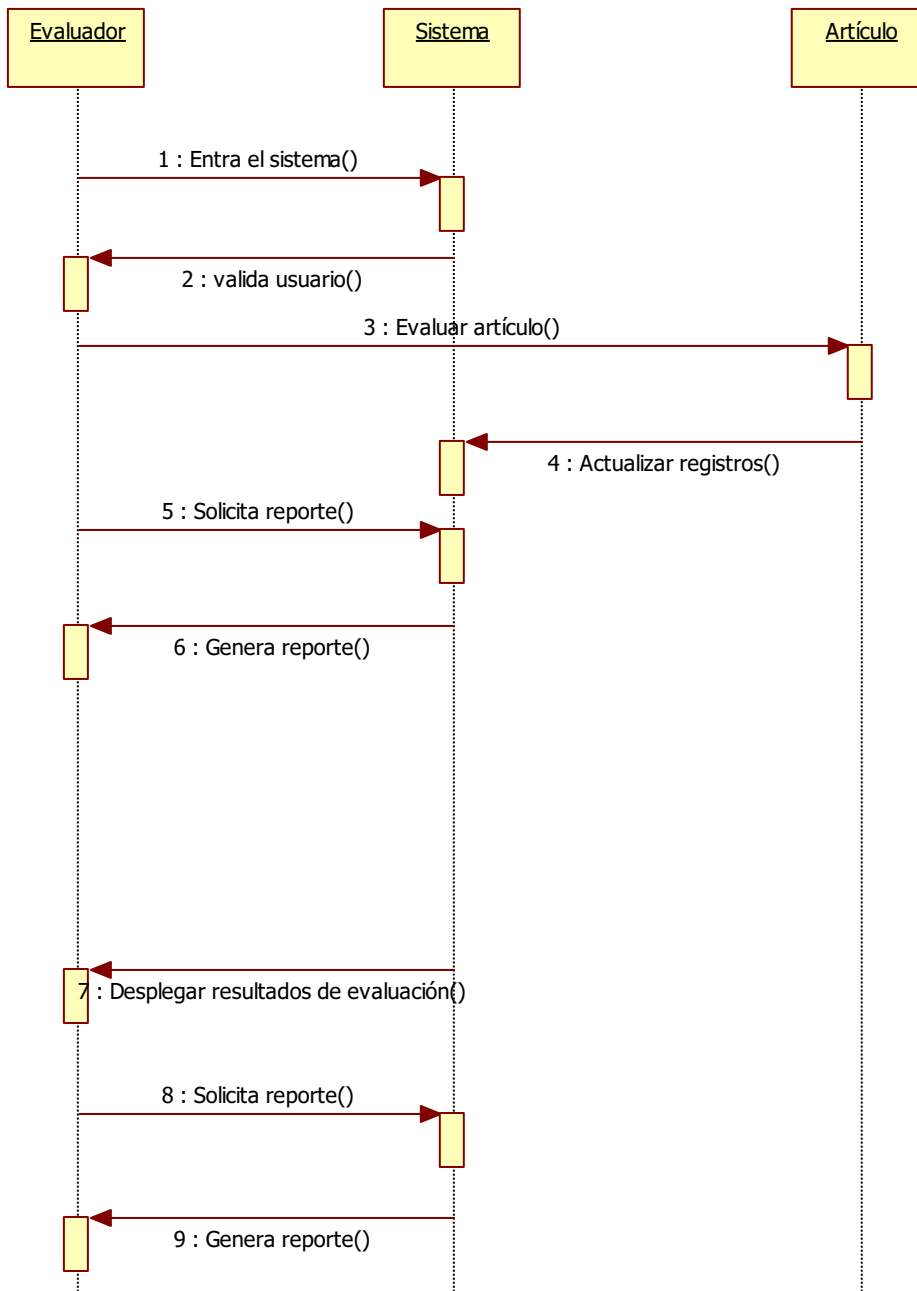 Evaluador
Sistema
Artículo
1 : Entra el sistema()
2 : valida usuario()
3 : Evaluar artículo()
4 : Actualizar registros()
5 : Solicita reporte()
6 : Genera reporte()
7 : Desplegar resultados de evaluación()
8 : Solicita reporte()
9 : Genera reporte()